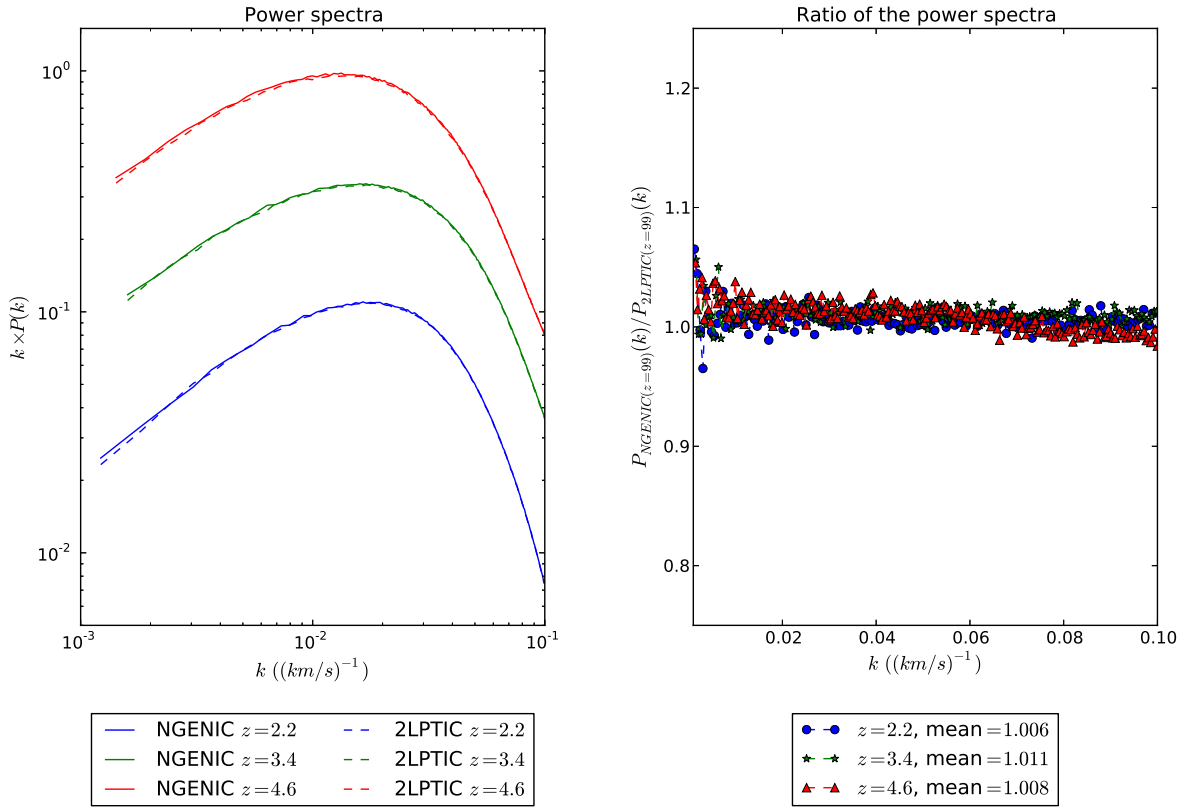 Power spectra
10⁰
10⁻¹
10⁻²
k × P(k)
10⁻³
10⁻²
10⁻¹
k ((km/s)⁻¹)
NGENIC z=2.2
2LPTIC z=2.2
NGENIC z=3.4
2LPTIC z=3.4
NGENIC z=4.6
2LPTIC z=4.6
Ratio of the power spectra
1.2
1.1
1.0
0.9
0.8
P_NGENIC(z=99)(k)/P_2LPTIC(z=99)(k)
0.02
0.04
0.06
0.08
0.10
k ((km/s)⁻¹)
z=2.2, mean=1.006
z=3.4, mean=1.011
z=4.6, mean=1.008